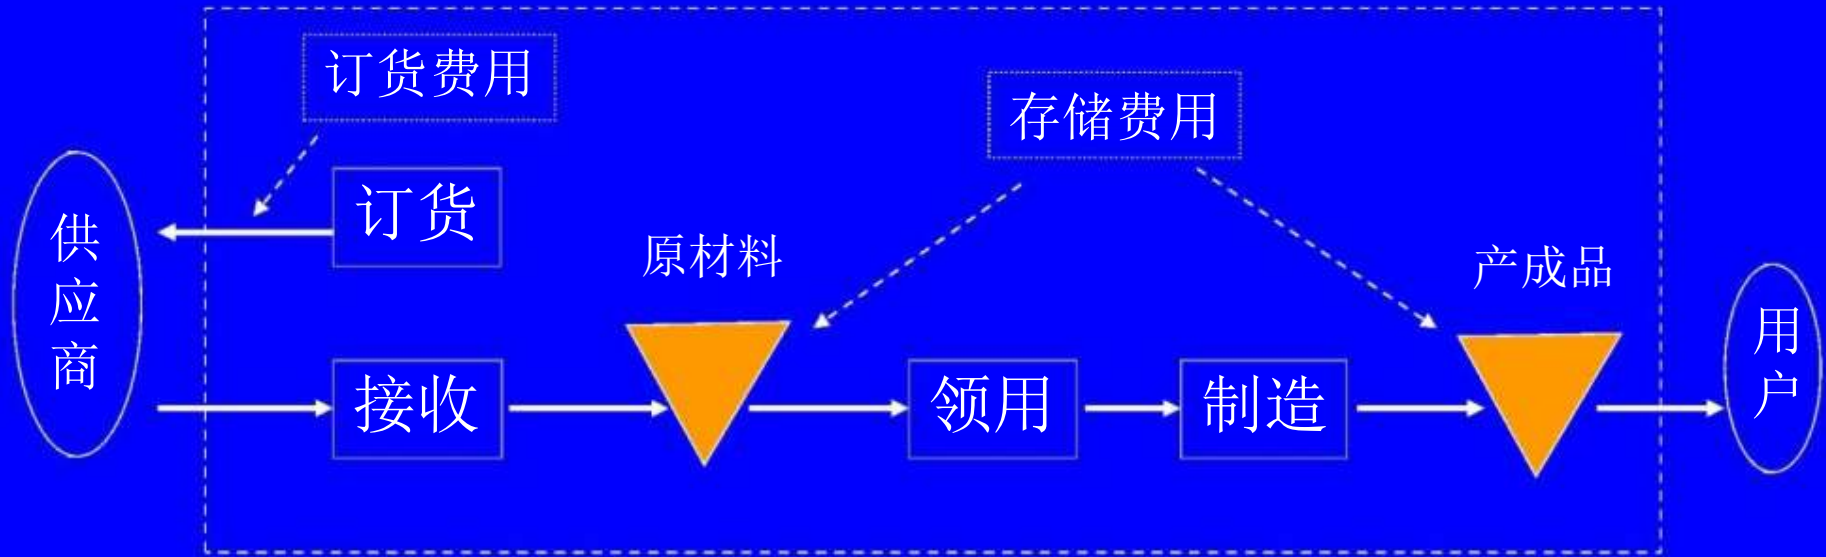 订货费用
存储费用
供应商
订货
原材料
产成品
用户
接收
领用
制造